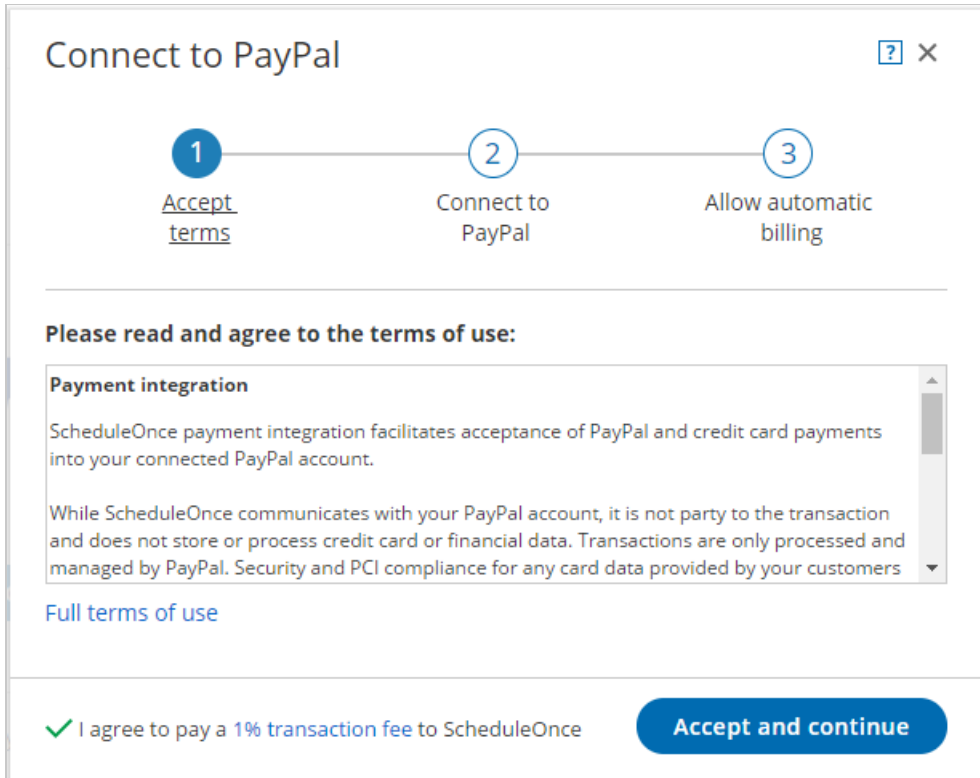 Connect to PayPal
?
1
2
3
Accept
terms
Connect to
PayPal
Allow automatic
billing
Please read and agree to the terms of use:
Payment integration
ScheduleOnce payment integration facilitates acceptance of PayPal and credit card payments
into your connected PayPal account.
While ScheduleOnce communicates with your PayPal account, it is not party to the transaction
and does not store or process credit card or financial data. Transactions are only processed and
managed by PayPal. Security and PCI compliance for any card data provided by your customers
Full terms of use
I agree to pay a 1% transaction fee to ScheduleOnce
Accept and continue